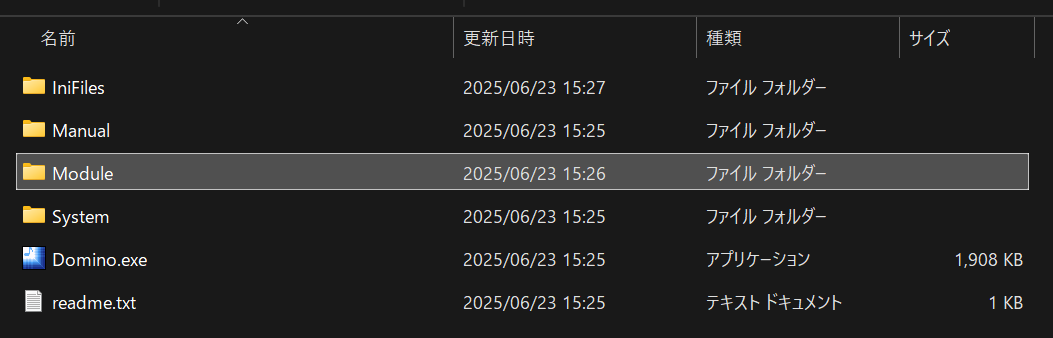 名前 更新日時 種類 サイズ
IniFiles 2025/06/23 15:27 ファイル フォルダー
Manual 2025/06/23 15:25 ファイル フォルダー
Module 2025/06/23 15:26 ファイル フォルダー
System 2025/06/23 15:25 ファイル フォルダー
Domino.exe 2025/06/23 15:25 アプリケーション 1,908 KB
readme.txt 2025/06/23 15:25 テキスト ドキュメント 1 KB